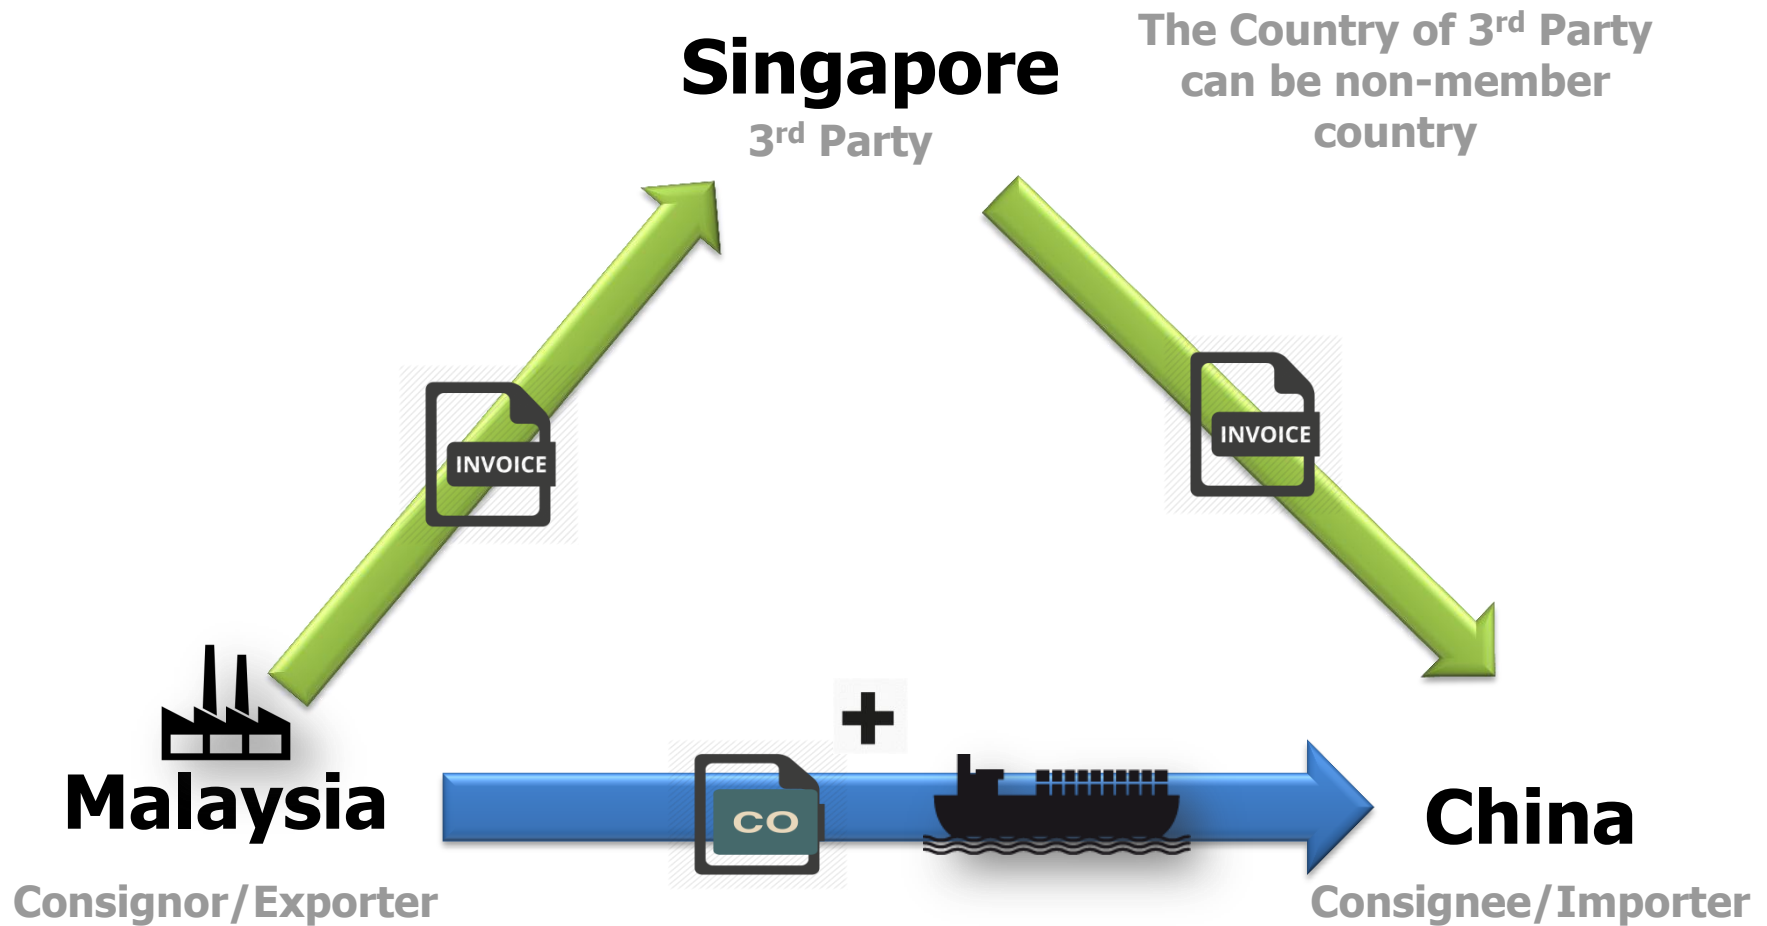 Singapore
3rd Party
The Country of 3rd Party
can be non-member
country
INVOICE
INVOICE
CO
Malaysia
Consignor/Exporter
China
Consignee/Importer